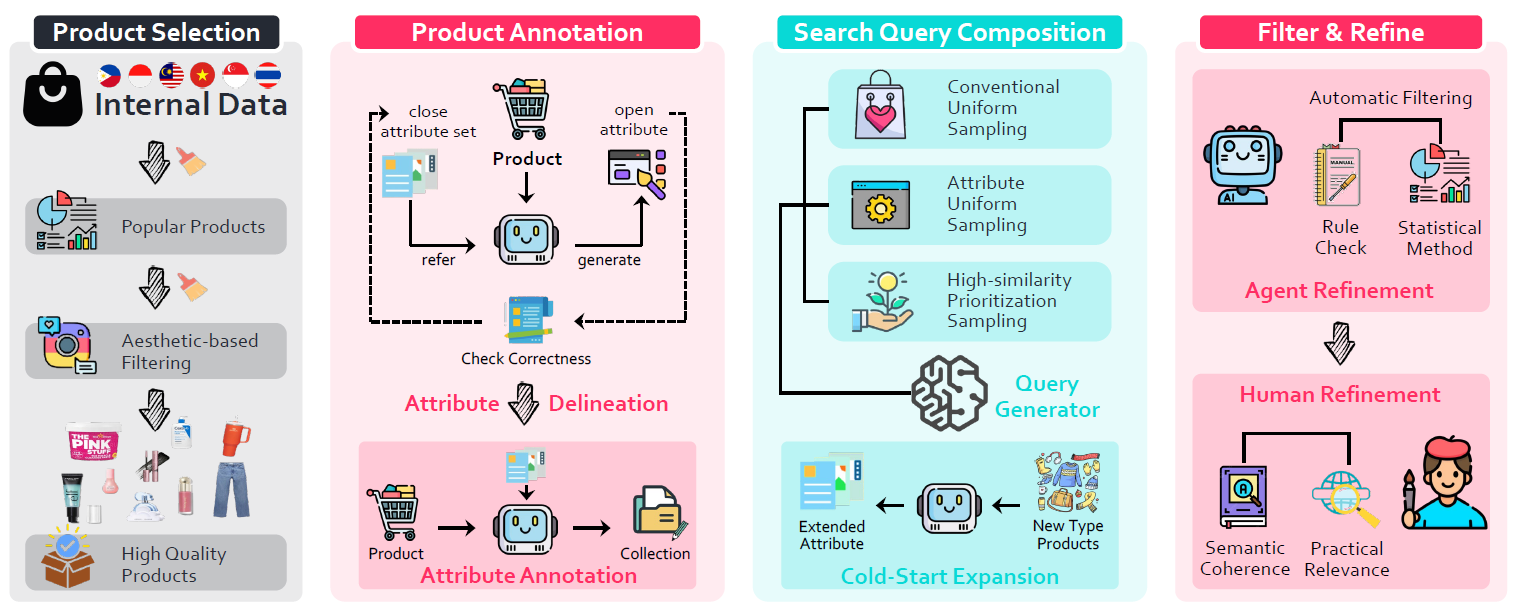 Product Selection
Internal Data
Popular Products
Aesthetic-based
Filtering
THE
PINK
STUFF
High Quality
Products
Product Annotation
close
attribute set
open
attribute
Product
refer
generate
Check Correctness
Attribute
Delineation
Product
Collection
Attribute Annotation
Search Query Composition
Conventional
Uniform
Sampling
Attribute
Uniform
Sampling
High-similarity
Prioritization
Sampling
Query
Generator
Extended
Attribute
New Type
Products
Cold-Start Expansion
Filter & Refine
Automatic Filtering
MANUAL
AI
Rule
Check
Statistical
Method
Agent Refinement
Human Refinement
Semantic
Coherence
Practical
Relevance